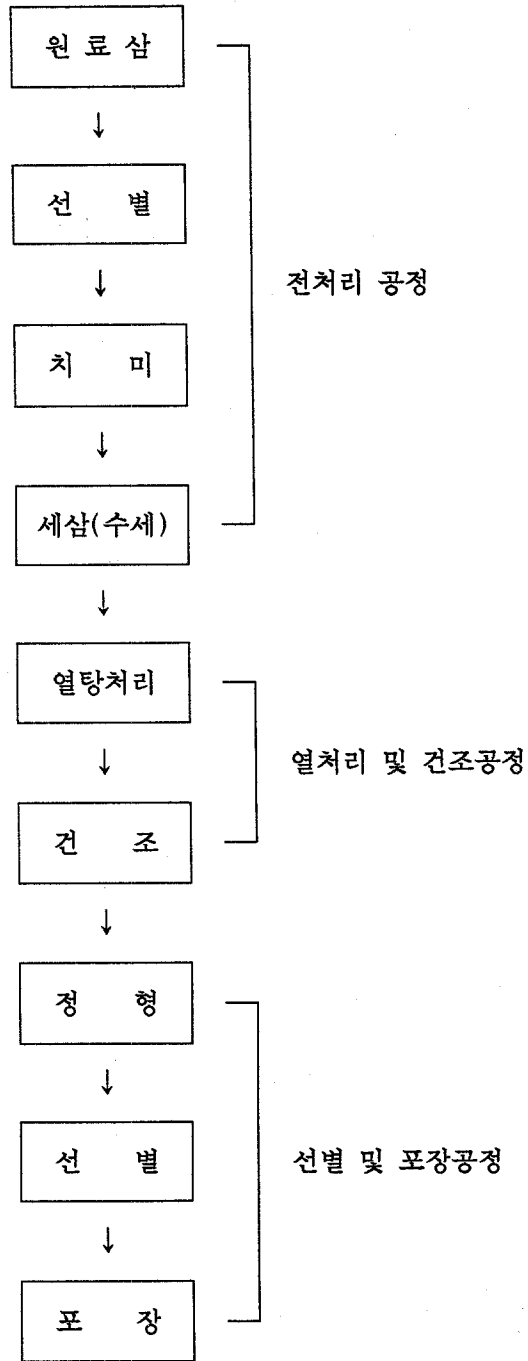 원 료 삼
↓
선 별
↓
전처리 공정
치 미
↓
세삼(수세)
↓
열탕처리
↓
열처리 및 건조공정
건 조
↓
정 형
↓
선 별
선별 및 포장공정
↓
포 장